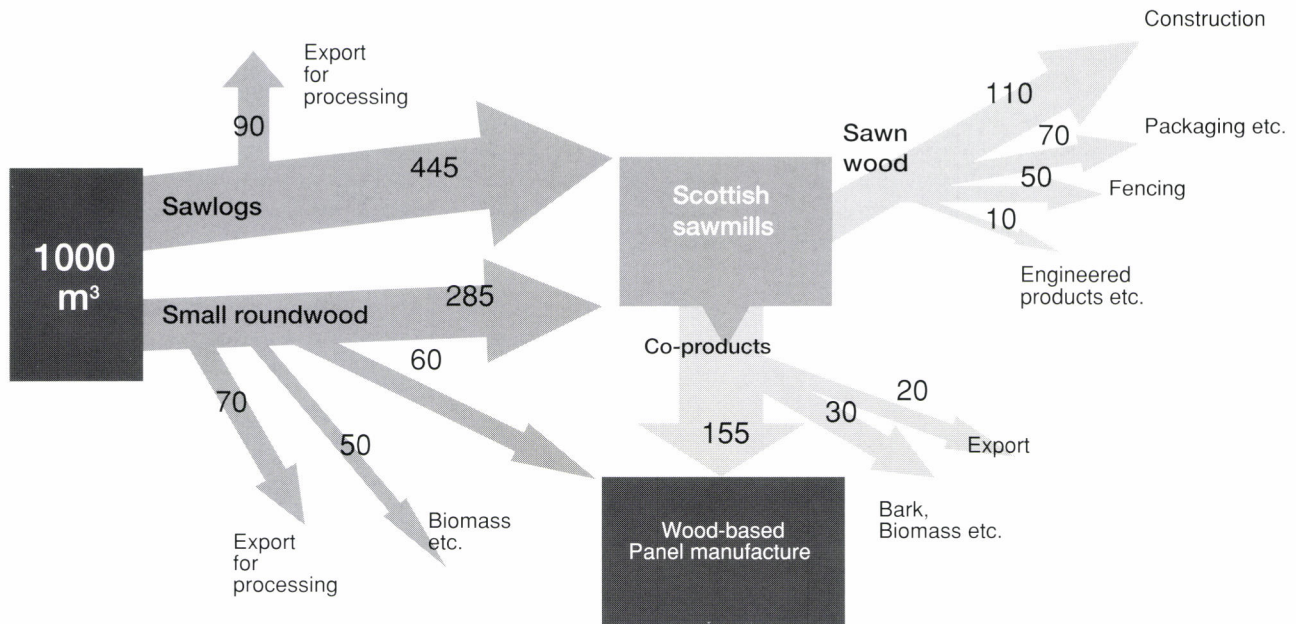 1000
m³
Sawlogs
90
Export
for
processing
445
Small roundwood
285
70
Export
for
processing
50
Biomass
etc.
60
Scottish
sawmills
Sawn
wood
110
Construction
70
Packaging etc.
50
Fencing
10
Engineered
products etc.
Co-products
155
30
Bark,
Biomass etc.
20
Export
Wood-based
Panel manufacture